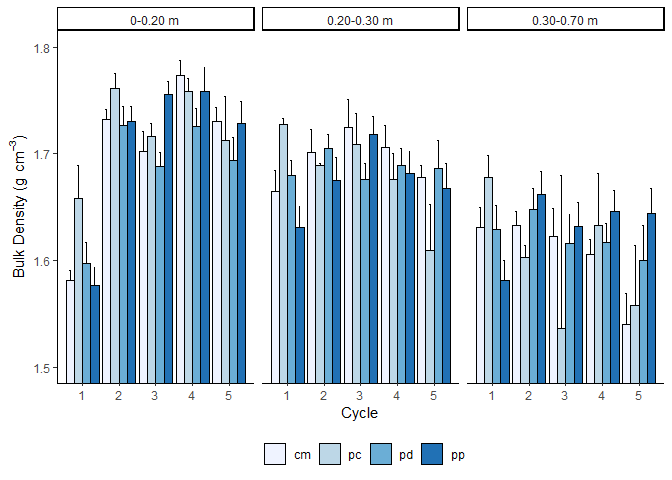 0-0.20 m 0.20-0.30 m 0.30-0.70 m
1.8
1.7
1.6
1.5
Bulk Density (g cm⁻³)
1 2 3 4 5 1 2 3 4 5 1 2 3 4 5
Cycle
cm pc pd pp